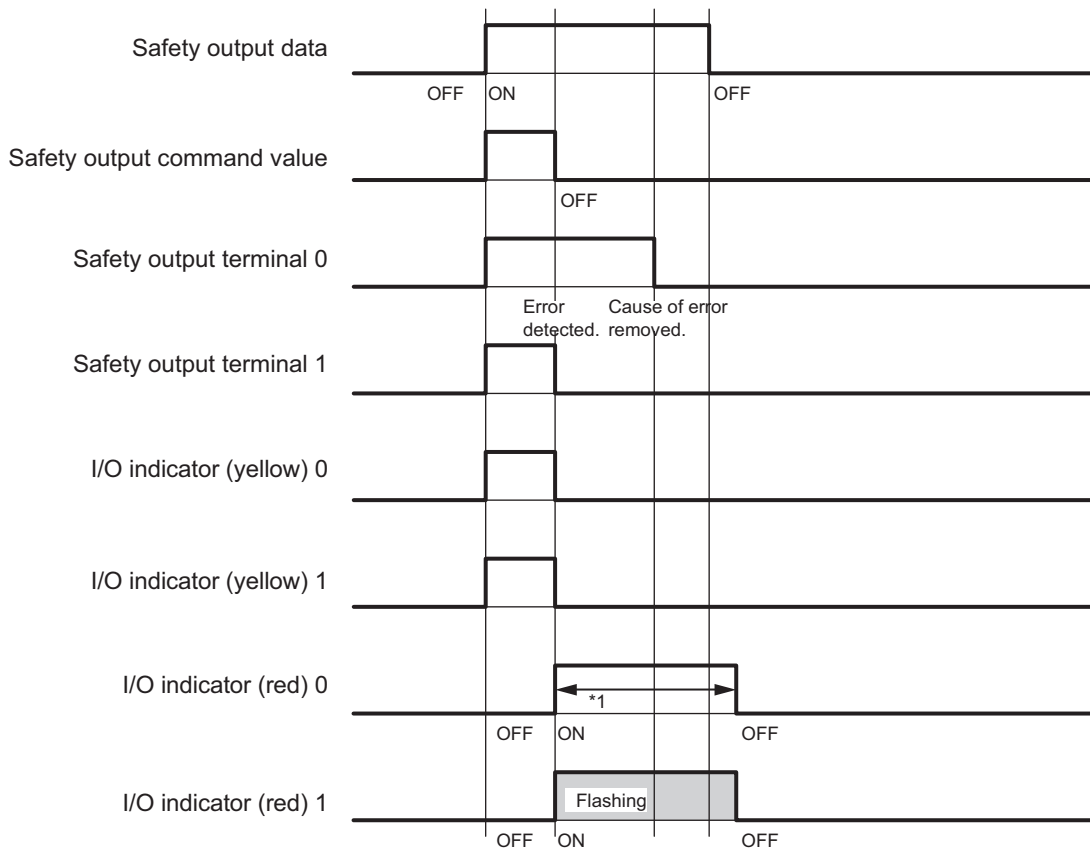 Safety output data
OFF ON OFF
Safety output command value
OFF
Safety output terminal 0
Error detected.
Cause of error removed.
Safety output terminal 1
I/O indicator (yellow) 0
I/O indicator (yellow) 1
I/O indicator (red) 0
*1
OFF ON OFF
I/O indicator (red) 1
Flashing
OFF ON OFF